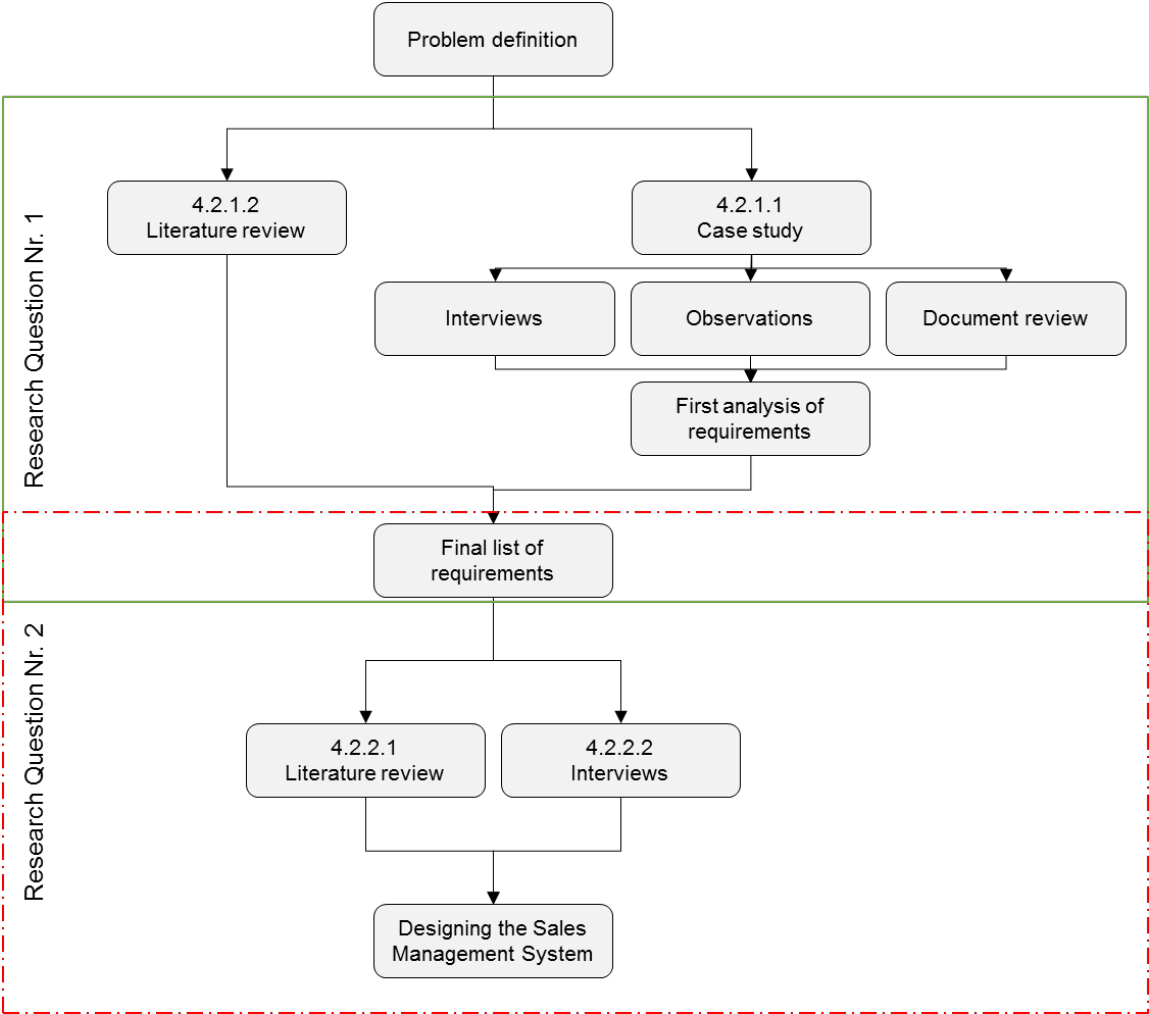 Problem definition
Research Question Nr. 1
4.2.1.2
Literature review
4.2.1.1
Case study
Interviews
Observations
Document review
First analysis of
requirements
Final list of
requirements
Research Question Nr. 2
4.2.2.1
Literature review
4.2.2.2
Interviews
Designing the Sales
Management System